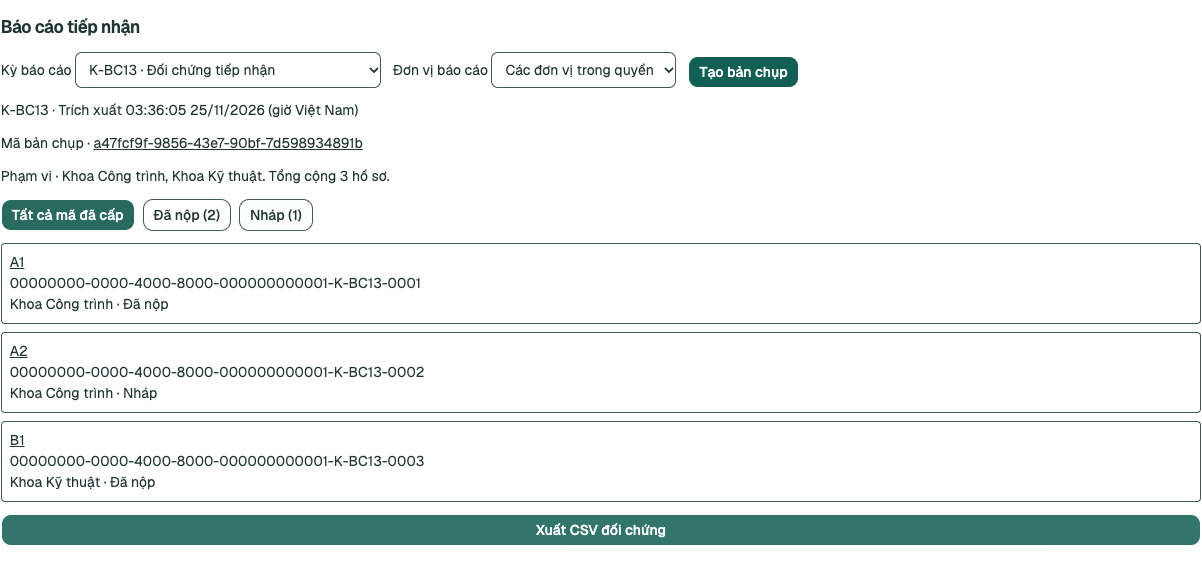 Báo cáo tiếp nhận
Kỳ báo cáo K-BC13 · Đối chứng tiếp nhận Đơn vị báo cáo Các đơn vị trong quyền Tạo bản chụp
K-BC13 · Trích xuất 03:36:05 25/11/2026 (giờ Việt Nam)
Mã bản chụp · a47fcf9f-9856-43e7-90bf-7d598934891b
Phạm vi · Khoa Công trình, Khoa Kỹ thuật. Tổng cộng 3 hồ sơ.
Tất cả mã đã cấp Đã nộp (2) Nháp (1)
A1
00000000-0000-4000-8000-000000000001-K-BC13-0001
Khoa Công trình · Đã nộp
A2
00000000-0000-4000-8000-000000000001-K-BC13-0002
Khoa Công trình · Nháp
B1
00000000-0000-4000-8000-000000000001-K-BC13-0003
Khoa Kỹ thuật · Đã nộp
Xuất CSV đối chứng